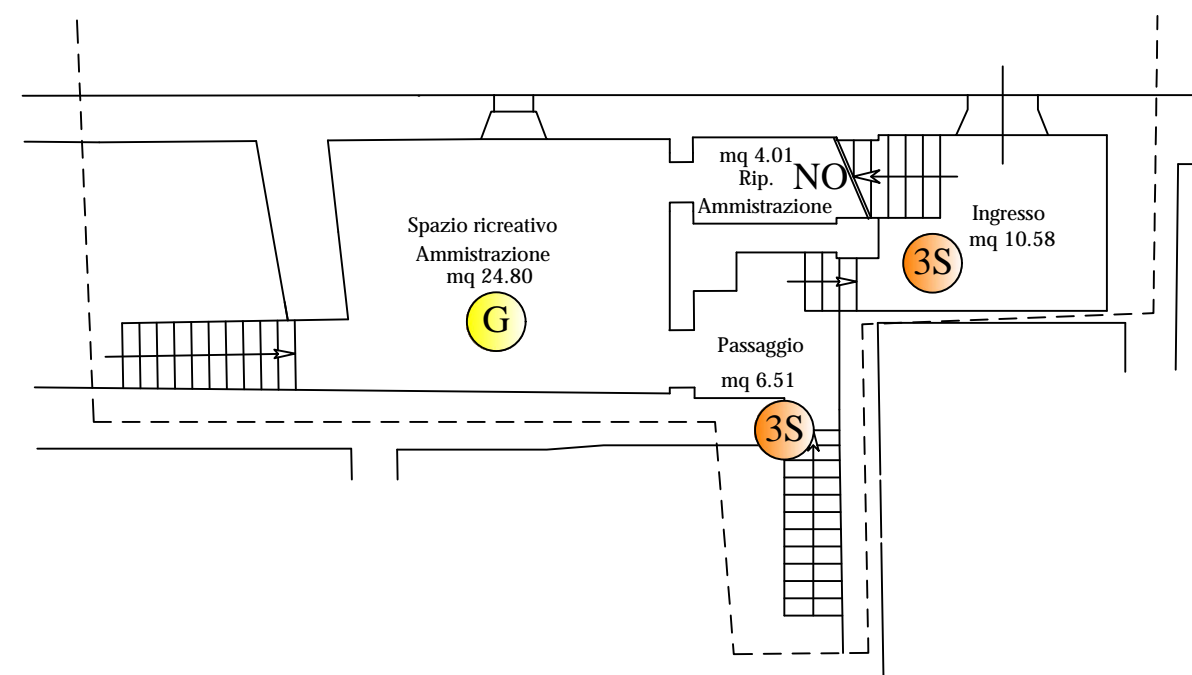 mq 4.01
Rip.
Ammistrazione
NO
Ingresso
mq 10.58
3S
Spazio ricreativo
Ammistrazione
mq 24.80
G
Passaggio
mq 6.51
3S